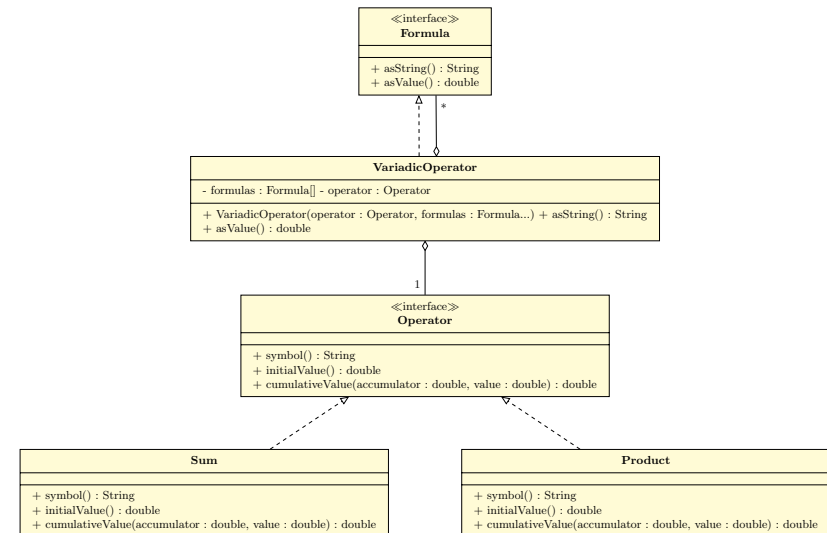 ≪interface≫
Formula
+ asString() : String
+ asValue() : double
*
VariadicOperator
- formulas : Formula[] - operator : Operator
+ VariadicOperator(operator : Operator, formulas : Formula...) + asString() : String
+ asValue() : double
1
≪interface≫
Operator
+ symbol() : String
+ initialValue() : double
+ cumulativeValue(accumulator : double, value : double) : double
Sum
+ symbol() : String
+ initialValue() : double
+ cumulativeValue(accumulator : double, value : double) : double
Product
+ symbol() : String
+ initialValue() : double
+ cumulativeValue(accumulator : double, value : double) : double